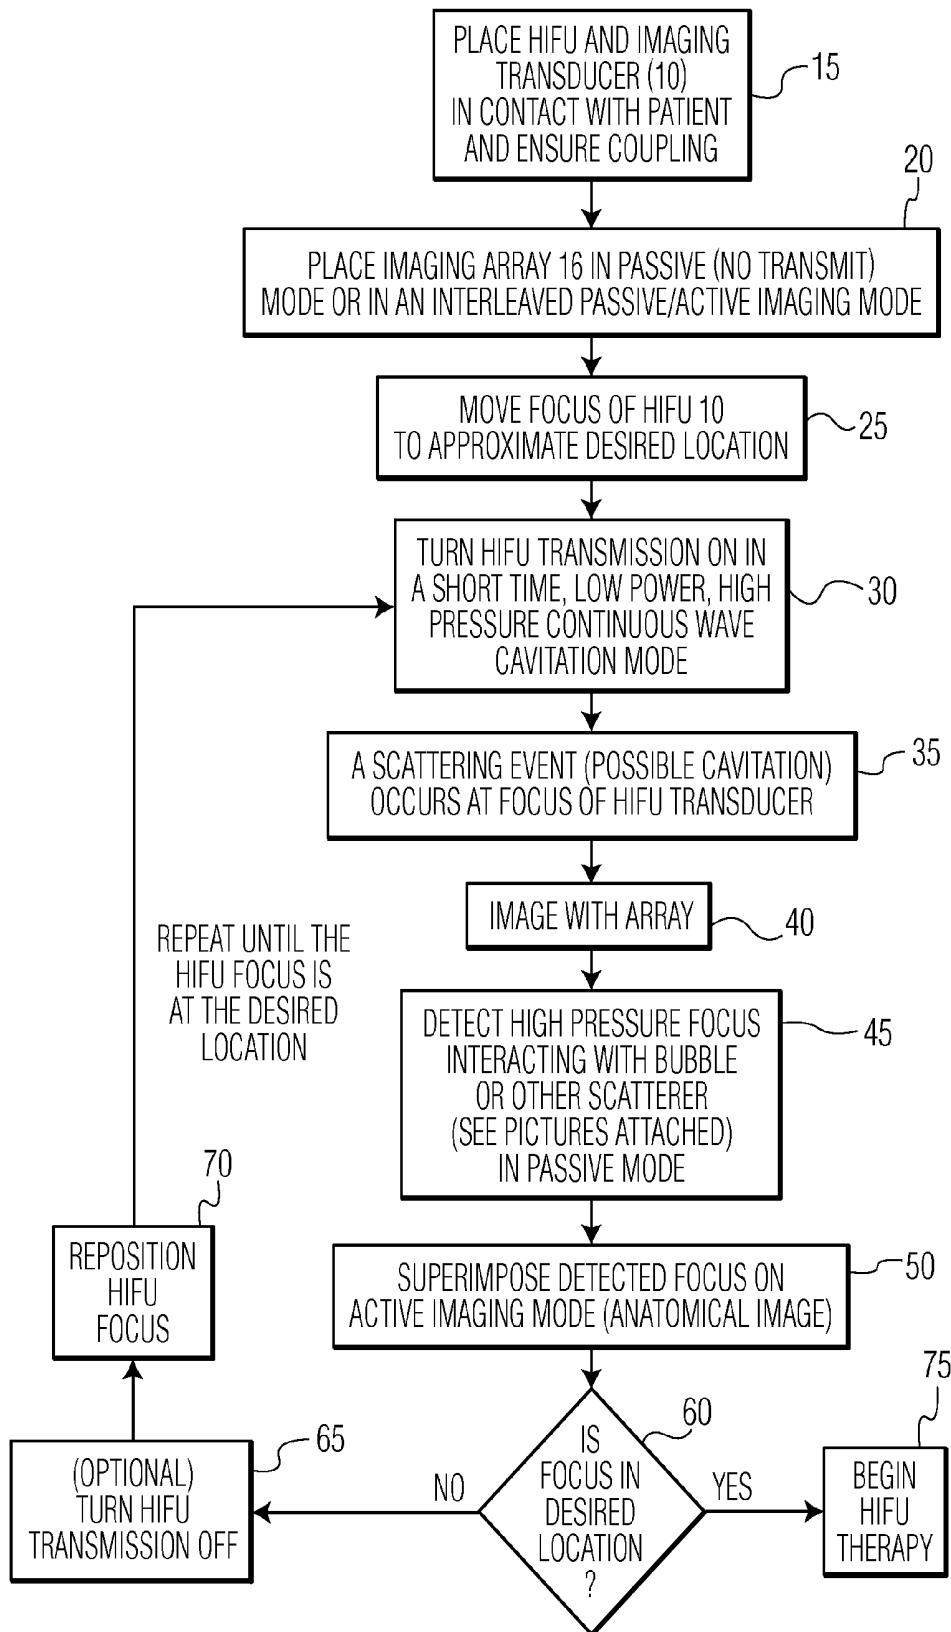 PLACE HIFU AND IMAGING
TRANSDUCER (10)
IN CONTACT WITH PATIENT
AND ENSURE COUPLING
15
20
PLACE IMAGING ARRAY 16 IN PASSIVE (NO TRANSMIT)
MODE OR IN AN INTERLEAVED PASSIVE/ACTIVE IMAGING MODE
MOVE FOCUS OF HIFU 10
TO APPROXIMATE DESIRED LOCATION
25
TURN HIFU TRANSMISSION ON IN
A SHORT TIME, LOW POWER, HIGH
PRESSURE CONTINUOUS WAVE
CAVITATION MODE
30
A SCATTERING EVENT (POSSIBLE CAVITATION)
OCCURS AT FOCUS OF HIFU TRANSDUCER
35
IMAGE WITH ARRAY
40
REPEAT UNTIL THE
HIFU FOCUS IS
AT THE DESIRED
LOCATION
DETECT HIGH PRESSURE FOCUS
INTERACTING WITH BUBBLE
OR OTHER SCATTERER
(SEE PICTURES ATTACHED)
IN PASSIVE MODE
45
SUPERIMPOSE DETECTED FOCUS ON
ACTIVE IMAGING MODE (ANATOMICAL IMAGE)
50
IS
FOCUS IN
DESIRED
LOCATION
?
60
NO
YES
(OPTIONAL)
TURN HIFU
TRANSMISSION OFF
65
REPOSITION
HIFU
FOCUS
70
BEGIN
HIFU
THERAPY
75